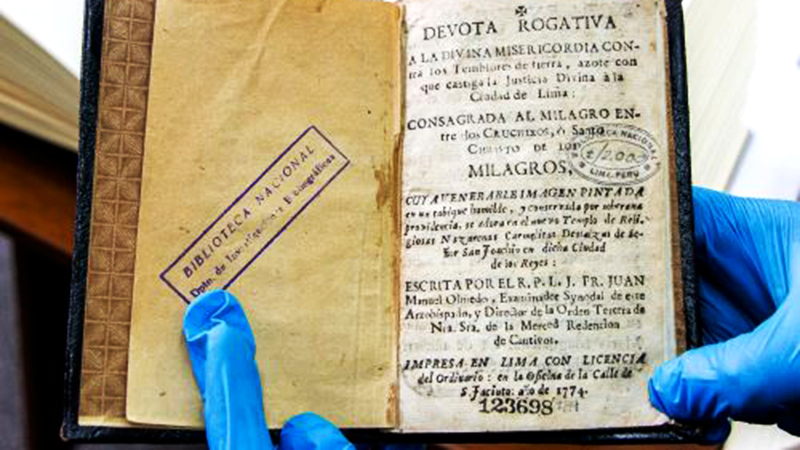 BIBLIOTECA NACIONAL
Dpto. de Investigaciones Bibliográficas
DEVOTA ROGATIVA
A LA DIVINA MISERICORDIA CON-
tra los Temblores de tierra, azote con
que castiga la Justicia Divina à la
Ciudad de Lima:
CONSAGRADA AL MILAGRO EN-
tre los CRUCIFIXOS, ò Santo
CHRISTO DE LOS
MILAGROS,
CUYA VENERABLE IMAGEN PINTADA
en un tabique humilde, y conservada por soberana
providencia, se adora en el nuevo Templo de Reli-
giosas Nazarenas Carmelitas Descalzas de Se-
ñor San Joachin en dicha Ciudad
de los Reyes:
ESCRITA POR EL R. P. L. J. FR. JUAN
Manuel Olmedo, Examinador Synodal de este
Arzobispado, y Director de la Orden Tercera de
Nra. Sra. de la Merced Redencion
de Cautivos.
IMPRESA EN LIMA CON LICENCIA
del Ordinario: en la Oficina de la Calle de
S. Jacinto: año de 1774.
123698
NACIONAL
LIMA-PERU